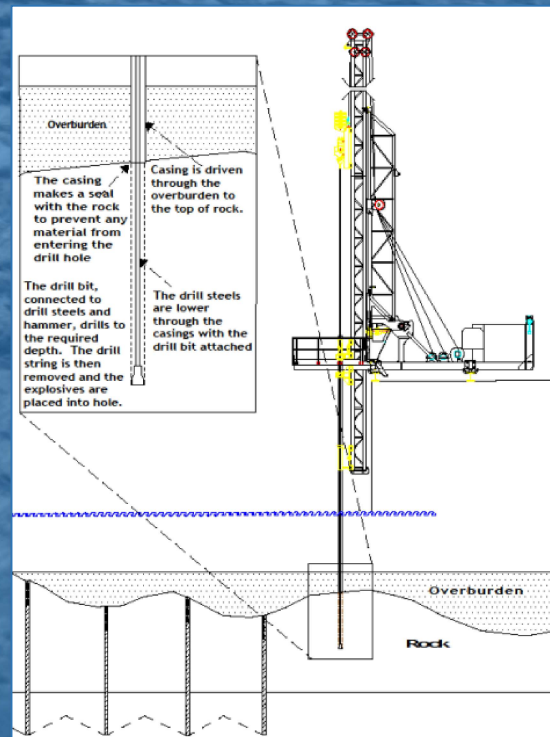 Overburden
The casing
makes a seal
with the rock
to prevent any
material from
entering the
drill hole
Casing is driven
through the
overburden to
the top of rock.
The drill bit,
connected to
drill steels and
hammer, drills to
the required
depth. The drill
string is then
removed and the
explosives are
placed into hole.
The drill steels
are lower
through the
casings with the
drill bit attached
Overburden
Rock